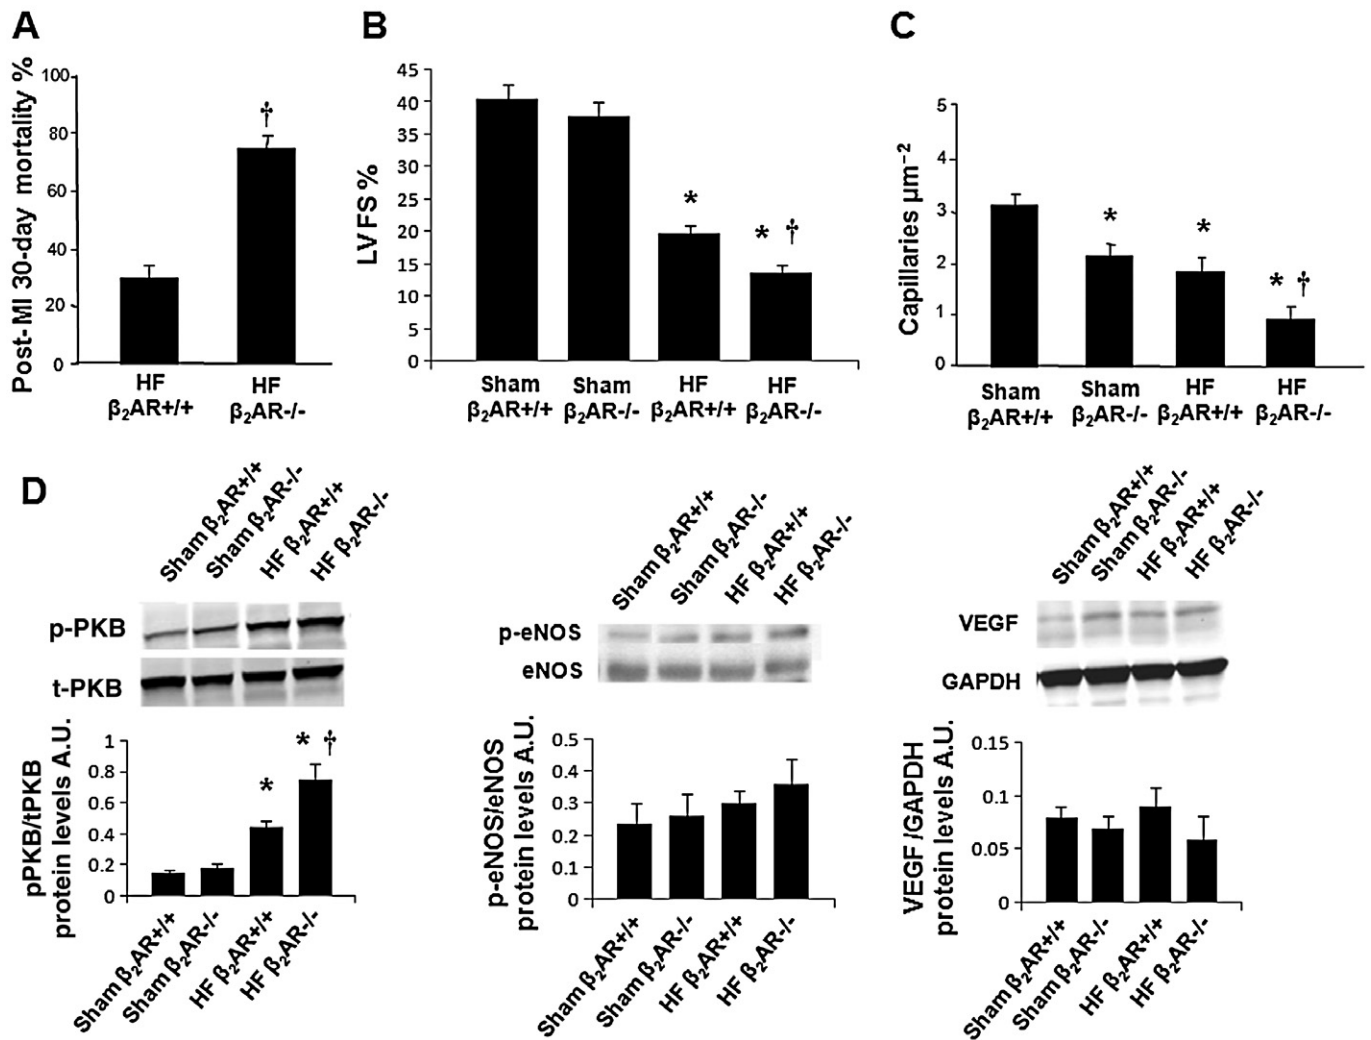 A
Post-MI 30-day mortality %
100
80
60
40
20
0
†
HF
β₂AR+/+
HF
β₂AR-/-
B
LV FS %
45
40
35
30
25
20
15
10
5
0
*
* †
Sham
β₂AR+/+
Sham
β₂AR-/-
HF
β₂AR+/+
HF
β₂AR-/-
C
Capillaries µm⁻²
5
4
3
2
1
0
*
*
* †
Sham
β₂AR+/+
Sham
β₂AR-/-
HF
β₂AR+/+
HF
β₂AR-/-
D
Sham β₂AR+/+
Sham β₂AR-/-
HF β₂AR+/+
HF β₂AR-/-
p-PKB
t-PKB
pPKB/tPKB
protein levels A.U.
1
0.8
0.6
0.4
0.2
0
*
* †
Sham β₂AR+/+
Sham β₂AR-/-
HF β₂AR+/+
HF β₂AR-/-
Sham β₂AR+/+
Sham β₂AR-/-
HF β₂AR+/+
HF β₂AR-/-
p-eNOS
eNOS
p-eNOS/eNOS
protein levels A.U.
0.5
0.4
0.3
0.2
0.1
0
Sham β₂AR+/+
Sham β₂AR-/-
HF β₂AR+/+
HF β₂AR-/-
Sham β₂AR+/+
Sham β₂AR-/-
HF β₂AR+/+
HF β₂AR-/-
VEGF
GAPDH
VEGF/GAPDH
protein levels A.U.
0.15
0.1
0.05
0
Sham β₂AR+/+
Sham β₂AR-/-
HF β₂AR+/+
HF β₂AR-/-